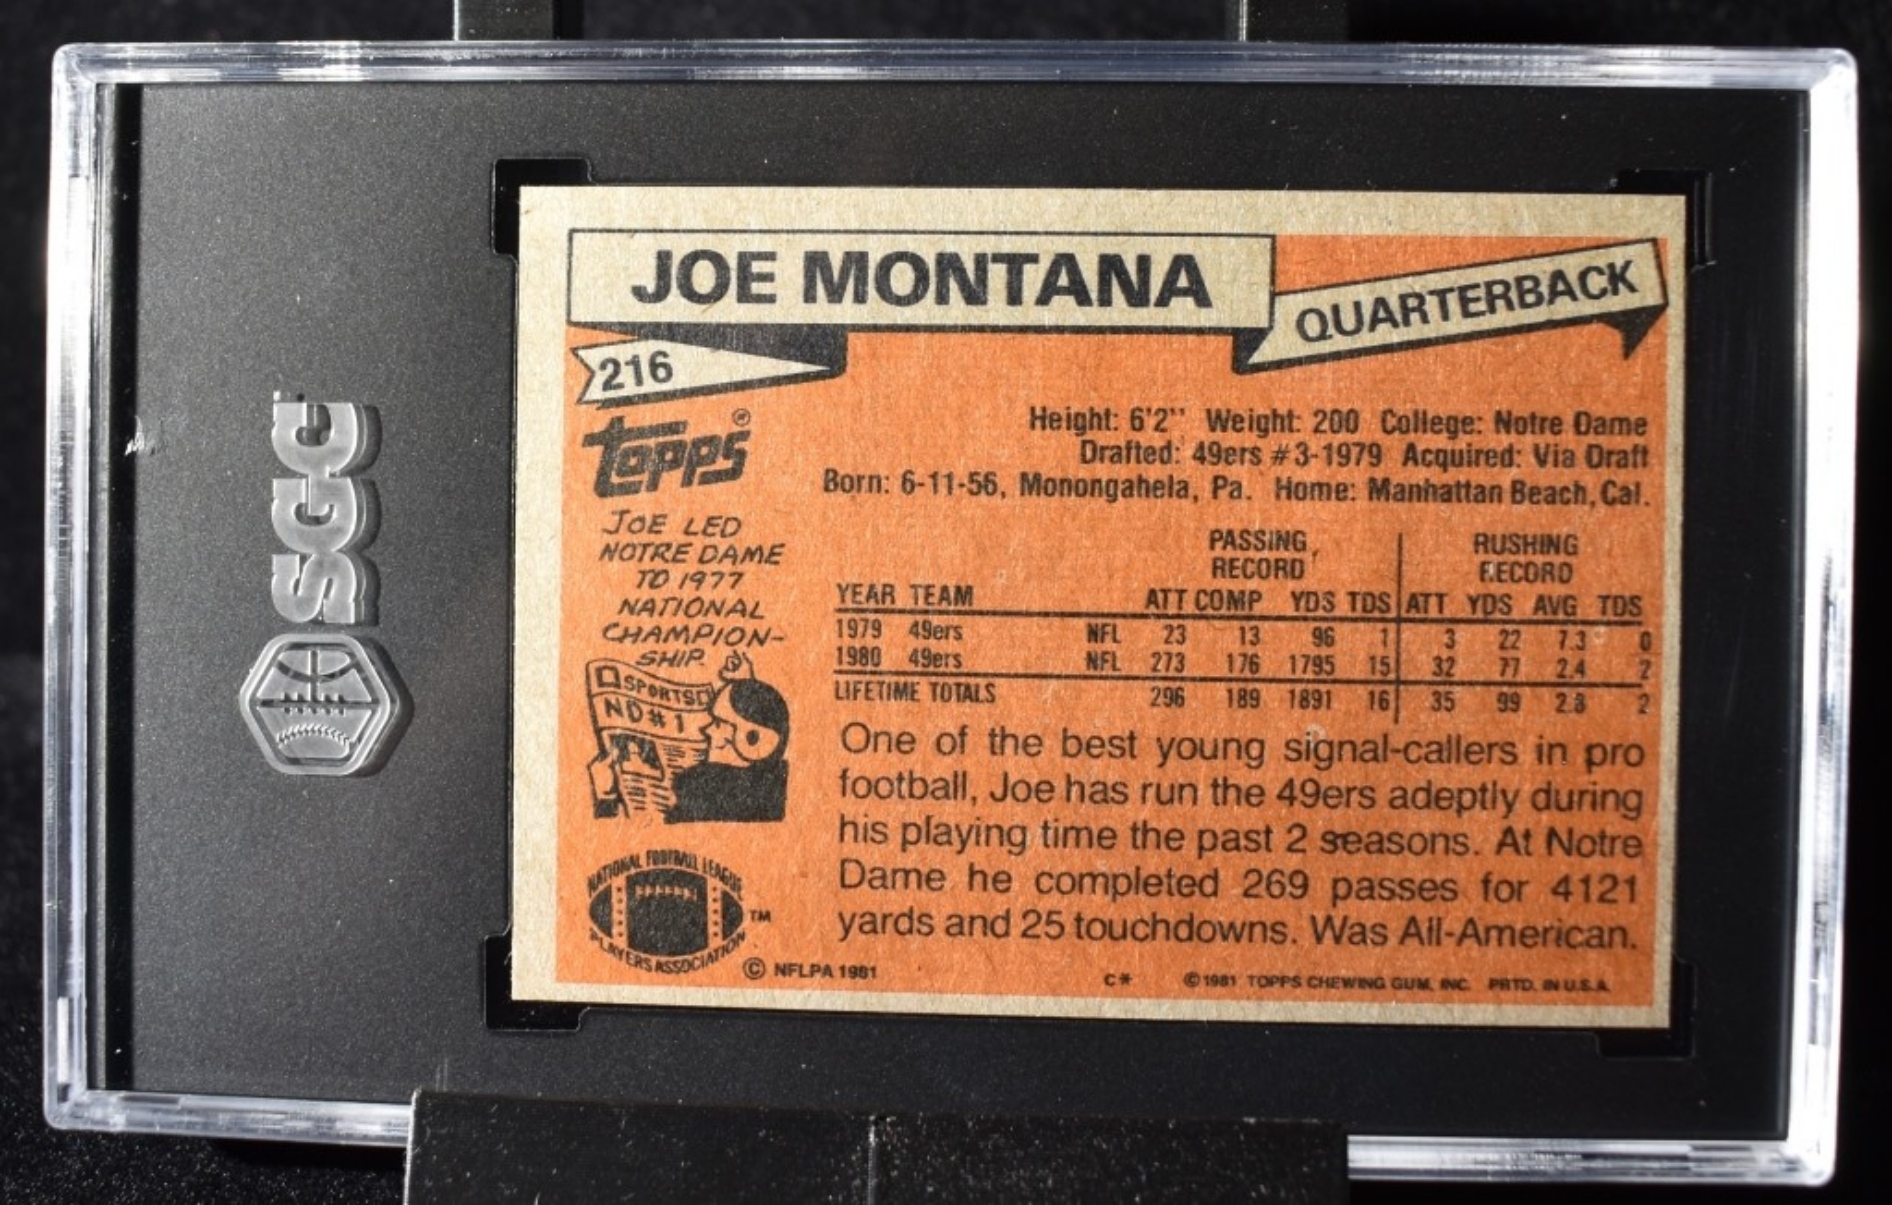 SGC
JOE MONTANA
QUARTERBACK
216
TOPPS ®
Height: 6'2'' Weight: 200 College: Notre Dame
Drafted: 49ers #3-1979 Acquired: Via Draft
Born: 6-11-56, Monongahela, Pa. Home: Manhattan Beach, Cal.
JOE LED
NOTRE DAME
TO 1977
NATIONAL
CHAMPION-
SHIP.
SPORTS
ND#1
PASSING RUSHING
RECORD RECORD
YEAR TEAM ATT COMP YDS TDS ATT YDS AVG TDS
1979 49ers NFL 23 13 96 1 3 22 7.3 0
1980 49ers NFL 273 176 1795 15 32 77 2.4 2
LIFETIME TOTALS 296 189 1891 16 35 99 2.8 2
One of the best young signal-callers in pro
football, Joe has run the 49ers adeptly during
his playing time the past 2 seasons. At Notre
Dame he completed 269 passes for 4121
yards and 25 touchdowns. Was All-American.
NATIONAL FOOTBALL LEAGUE
PLAYERS ASSOCIATION
TM
© NFLPA 1981
C* © 1981 TOPPS CHEWING GUM, INC. PRTD. IN U.S.A.